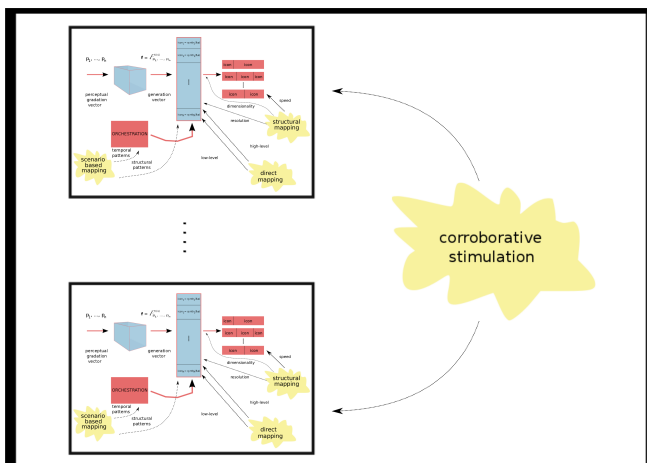 p₁, ..., pₙ
perceptual
gradation
vector
generation
vector
ORCHESTRATION
temporal
patterns
structural
patterns
scenario
based
mapping
icon icon
icon icon icon
icon icon
speed
dimensionality
structural
mapping
resolution
high-level
low-level
direct
mapping
corroborative
stimulation
p₁, ..., pₙ
perceptual
gradation
vector
generation
vector
ORCHESTRATION
temporal
patterns
structural
patterns
scenario
based
mapping
icon icon
icon icon icon
icon icon
speed
dimensionality
structural
mapping
resolution
high-level
low-level
direct
mapping